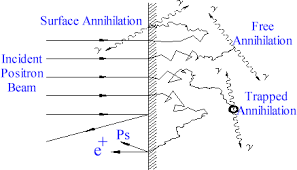 Surface Annihilation
γ
γ
Free
Annihilation
Incident
Positron
Beam
γ
γ
Trapped
Annihilation
Ps
e+
γ